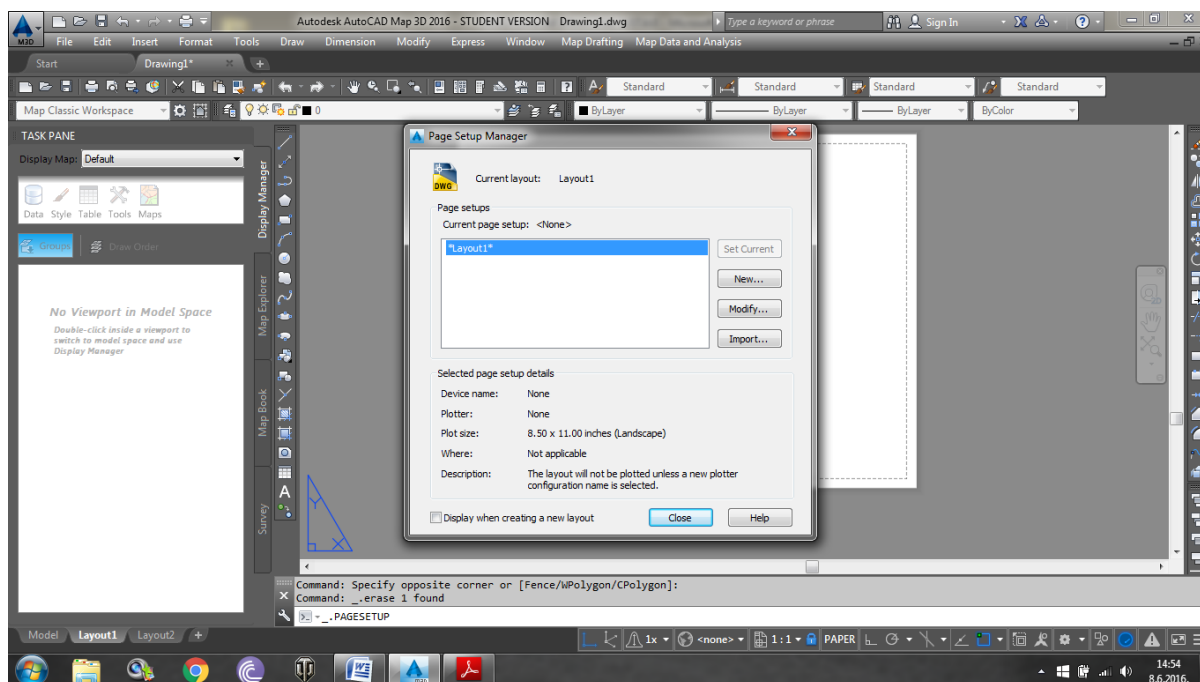 Autodesk AutoCAD Map 3D 2016 - STUDENT VERSION Drawing1.dwg
Type a keyword or phrase
Sign In
M3D
File Edit Insert Format Tools Draw Dimension Modify Express Window Map Drafting Map Data and Analysis
Start
Drawing1*
Standard
Standard
Standard
Standard
Map Classic Workspace
0
ByLayer
ByLayer
ByLayer
ByColor
TASK PANE
Display Map: Default
Data Style Table Tools Maps
Groups
Draw Order
No Viewport in Model Space
Double-click inside a viewport to
switch to model space and use
Display Manager
Display Manager
Map Explorer
Map Book
Survey
Page Setup Manager
DWG
Current layout: Layout1
Page setups
Current page setup: <None>
*Layout1*
Set Current
New...
Modify...
Import...
Selected page setup details
Device name: None
Plotter: None
Plot size: 8.50 x 11.00 inches (Landscape)
Where: Not applicable
Description: The layout will not be plotted unless a new plotter
configuration name is selected.
Display when creating a new layout
Close
Help
Y
X
A
Command: Specify opposite corner or [Fence/WPolygon/CPolygon]:
Command: _.erase 1 found
_.PAGESETUP
Model Layout1 Layout2 +
1x
<none>
1:1
PAPER
14:54
8.6.2016.